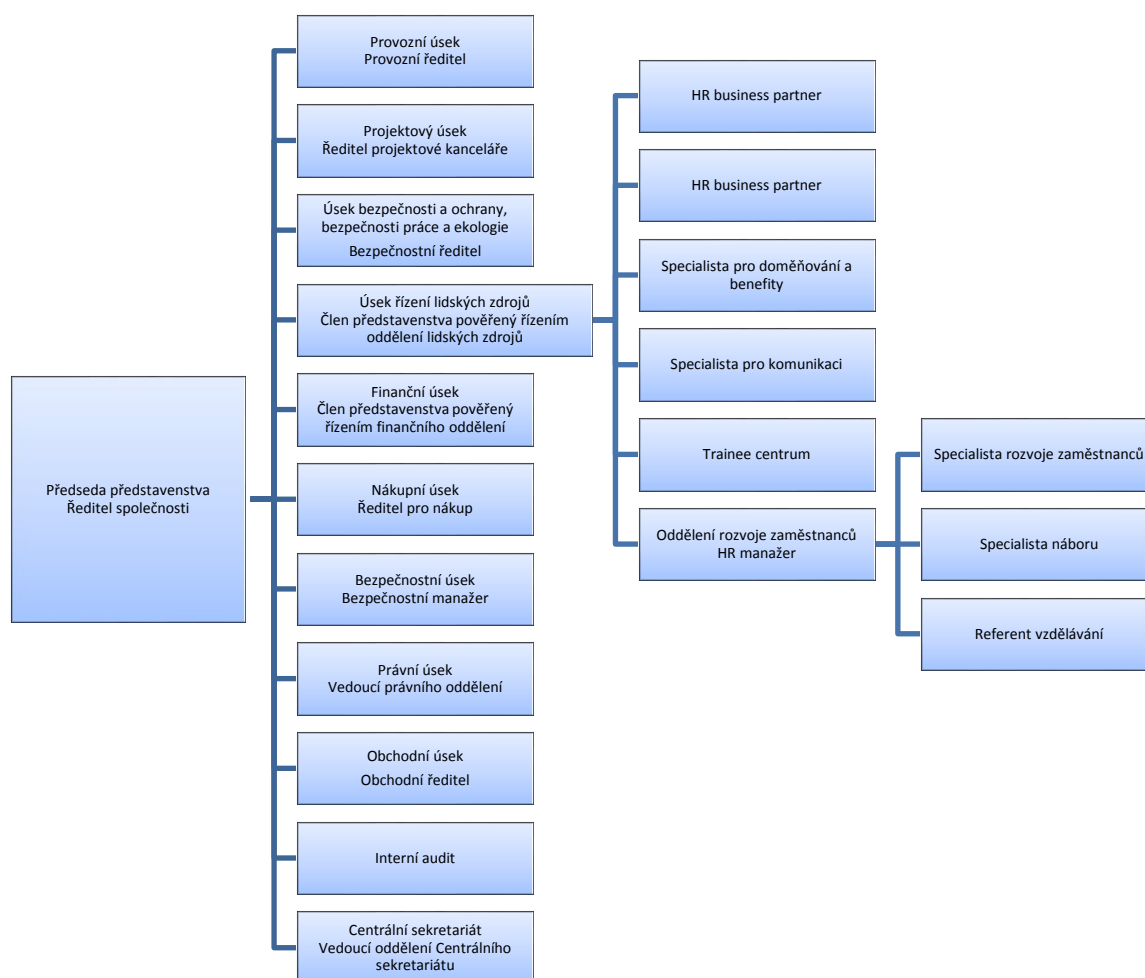 Předseda představenstva
Ředitel společnosti
Provozní úsek
Provozní ředitel
Projektový úsek
Ředitel projektové kanceláře
Úsek bezpečnosti a ochrany,
bezpečnosti práce a ekologie
Bezpečnostní ředitel
Úsek řízení lidských zdrojů
Člen představenstva pověřený řízením
oddělení lidských zdrojů
Finanční úsek
Člen představenstva pověřený
řízením finančního oddělení
Nákupní úsek
Ředitel pro nákup
Bezpečnostní úsek
Bezpečnostní manažer
Právní úsek
Vedoucí právního oddělení
Obchodní úsek
Obchodní ředitel
Interní audit
Centrální sekretariát
Vedoucí oddělení Centrálního
sekretariátu
HR business partner
HR business partner
Specialista pro doměňování a
benefity
Specialista pro komunikaci
Trainee centrum
Oddělení rozvoje zaměstnanců
HR manažer
Specialista rozvoje zaměstnanců
Specialista náboru
Referent vzdělávání